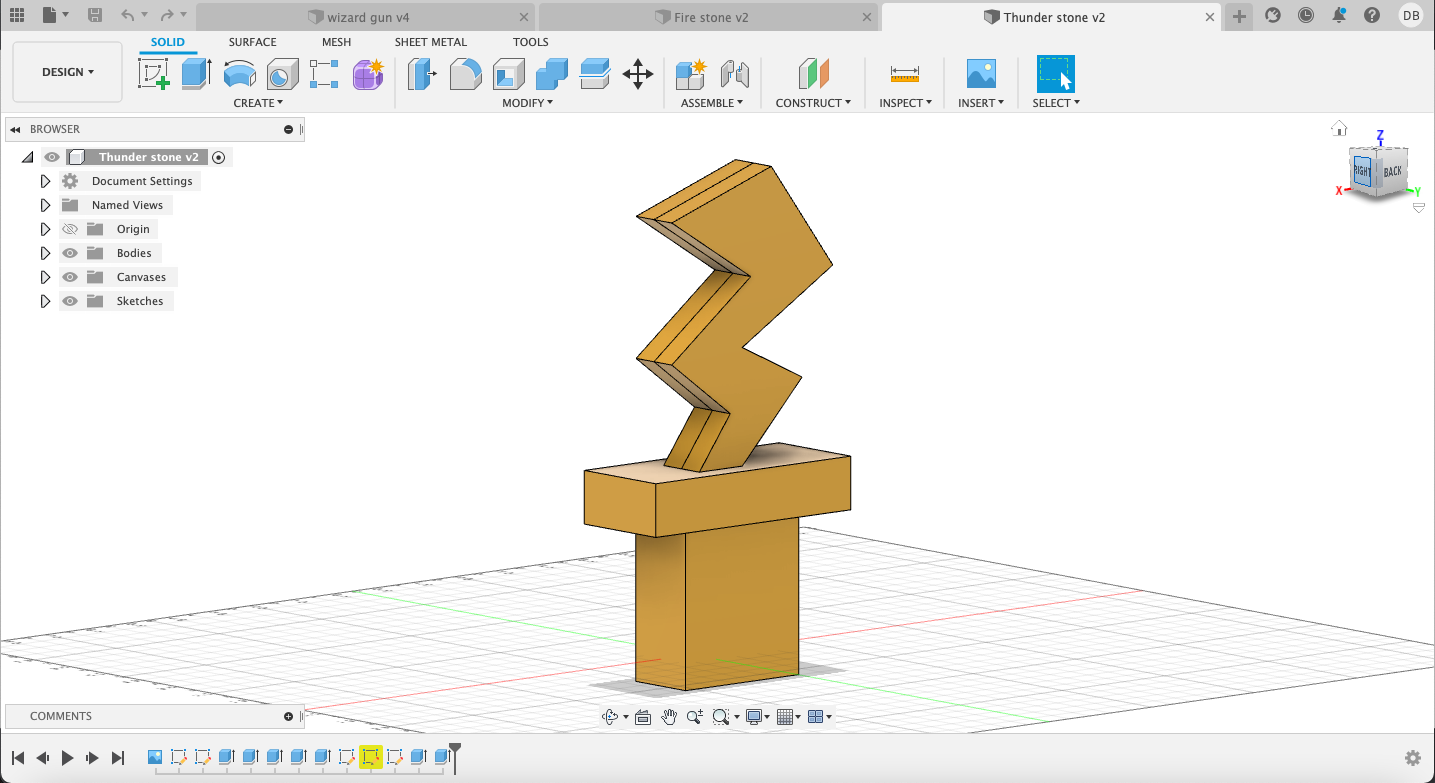 wizard gun v4
Fire stone v2
Thunder stone v2
DB
DESIGN
SOLID
SURFACE
MESH
SHEET METAL
TOOLS
CREATE
MODIFY
ASSEMBLE
CONSTRUCT
INSPECT
INSERT
SELECT
BROWSER
Thunder stone v2
Document Settings
Named Views
Origin
Bodies
Canvases
Sketches
Z
RIGHT
BACK
X
Y
COMMENTS